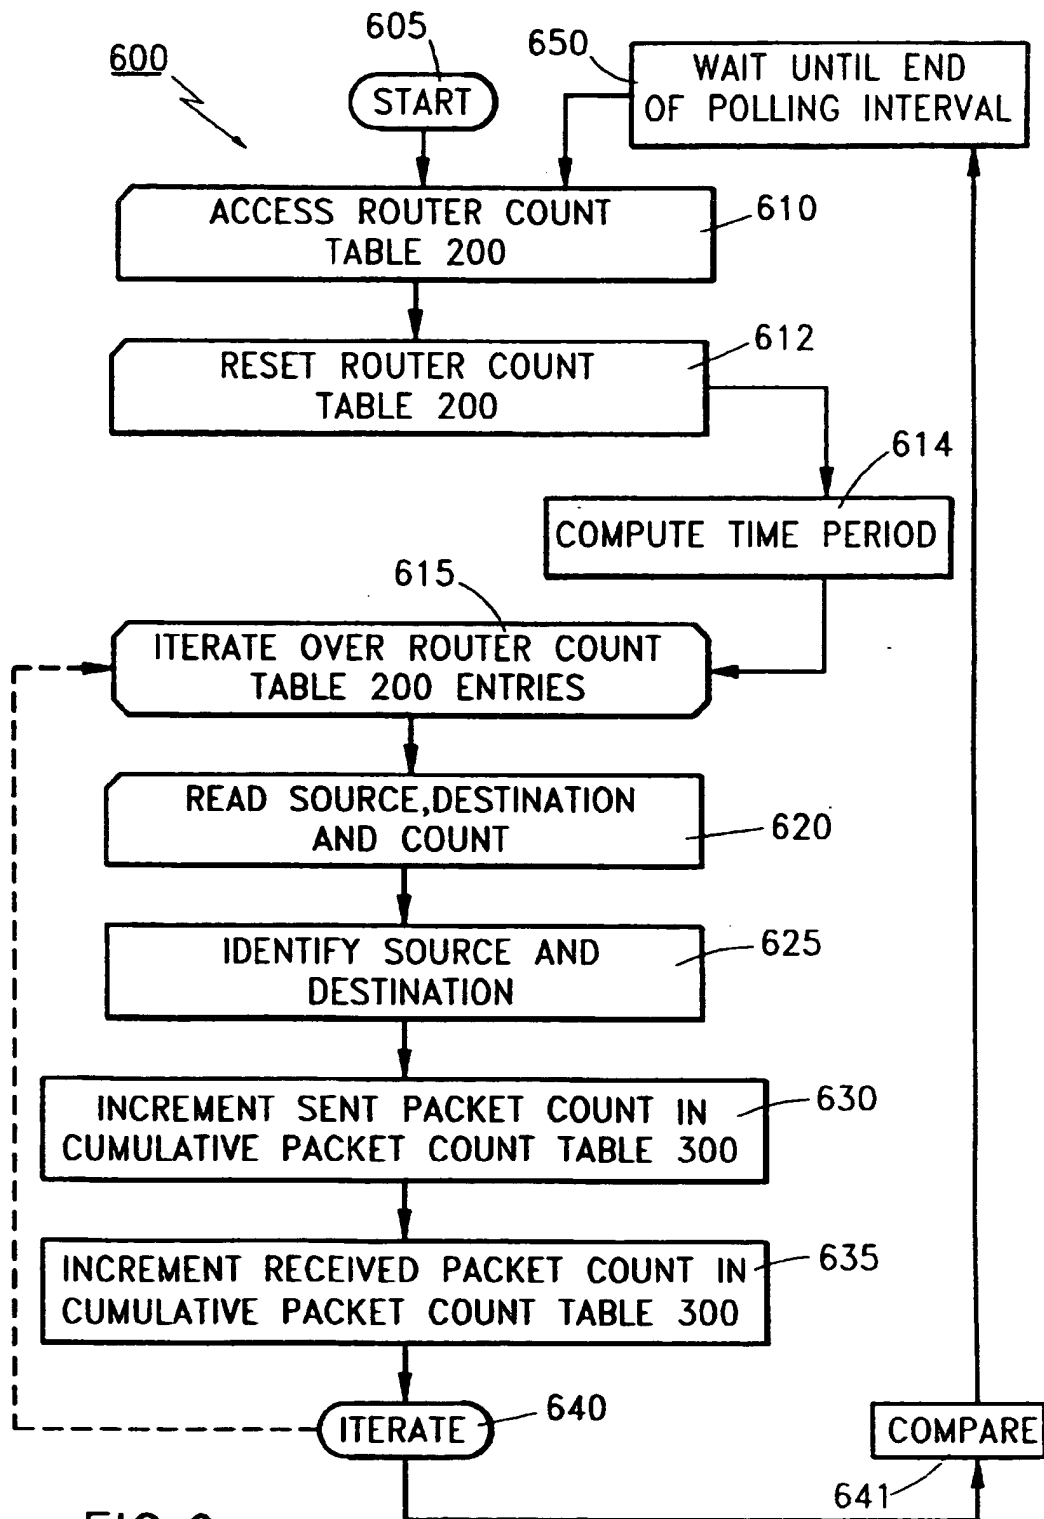 600
605
START
650
WAIT UNTIL END
OF POLLING INTERVAL
ACCESS ROUTER COUNT
TABLE 200
610
RESET ROUTER COUNT
TABLE 200
612
614
COMPUTE TIME PERIOD
615
ITERATE OVER ROUTER COUNT
TABLE 200 ENTRIES
READ SOURCE,DESTINATION
AND COUNT
620
IDENTIFY SOURCE AND
DESTINATION
625
INCREMENT SENT PACKET COUNT IN
CUMULATIVE PACKET COUNT TABLE 300
630
INCREMENT RECEIVED PACKET COUNT IN
CUMULATIVE PACKET COUNT TABLE 300
635
ITERATE
640
COMPARE
641